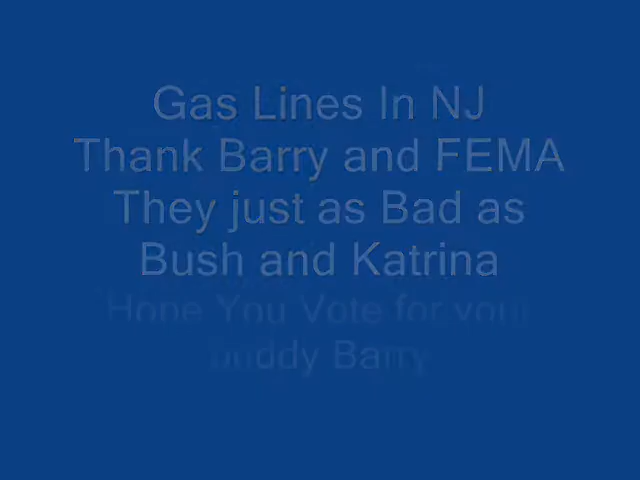 Gas Lines In NJ
Thank Barry and FEMA
They just as Bad as
Bush and Katrina
Hope You Vote for your
buddy Barry